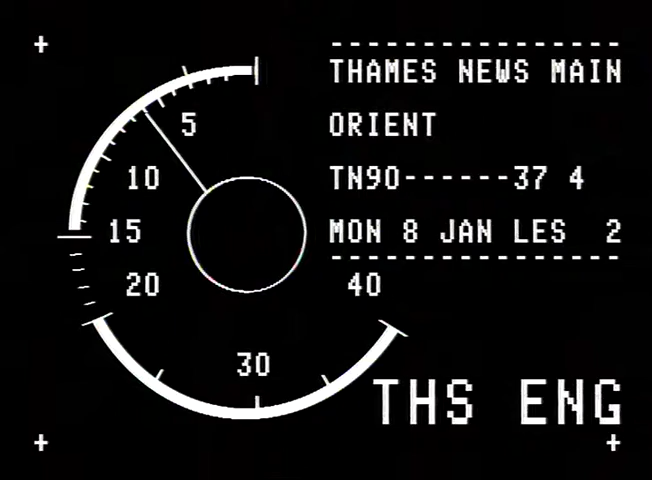 THAMES NEWS MAIN
ORIENT
TN90------37 4
MON 8 JAN LES 2
5
10
15
20
30
40
THS ENG